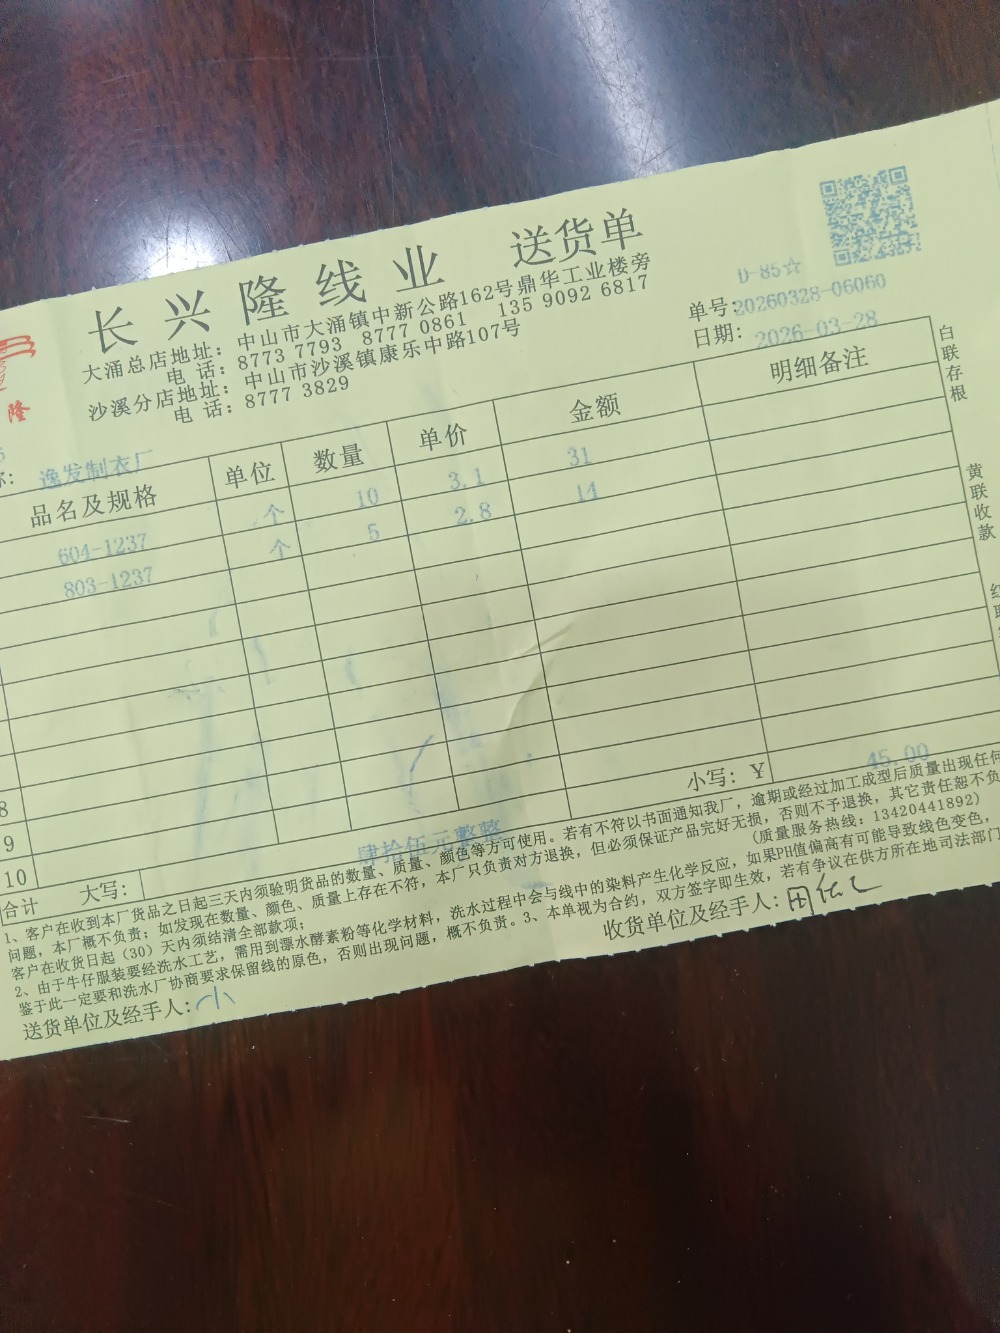 长兴隆线业 送货单
大涌总店地址：中山市大涌镇中新公路162号鼎华工业楼旁
电 话：8773 7793 8777 0861 135 9092 6817
沙溪分店地址：中山市沙溪镇康乐中路107号
电 话：8777 3829
隆
D-85☆
单号：20260328-06060
日期：2026-03-28
称：逸发制衣厂
品名及规格 单位 数量 单价 金额 明细备注
604-1237 个 10 3.1 31
803-1237 个 5 2.8 14
8
9
10
合计 大写：肆拾伍元整整 小写：￥ 45.00
1、客户在收到本厂货品之日起三天内须验明货品的数量、质量、颜色等方可使用。若有不符以书面通知我厂，逾期或经过加工成型后质量出现任何
问题，本厂概不负责；如发现在数量、颜色、质量上存在不符，本厂只负责对方退换，但必须保证产品完好无损，否则不予退换，其它责任恕不负
客户在收货日起（30）天内须结清全部款项；（质量服务热线：13420441892）
2、由于牛仔服装要经洗水工艺，需用到漂水酵素粉等化学材料，洗水过程中会与线中的染料产生化学反应，如果PH值偏高有可能导致线色变色，
鉴于此一定要和洗水厂协商要求保留线的原色，否则出现问题，概不负责。3、本单视为合约，双方签字即生效，若有争议在供方所在地司法部门
送货单位及经手人：小
收货单位及经手人：
白联存根
黄联收款
红联